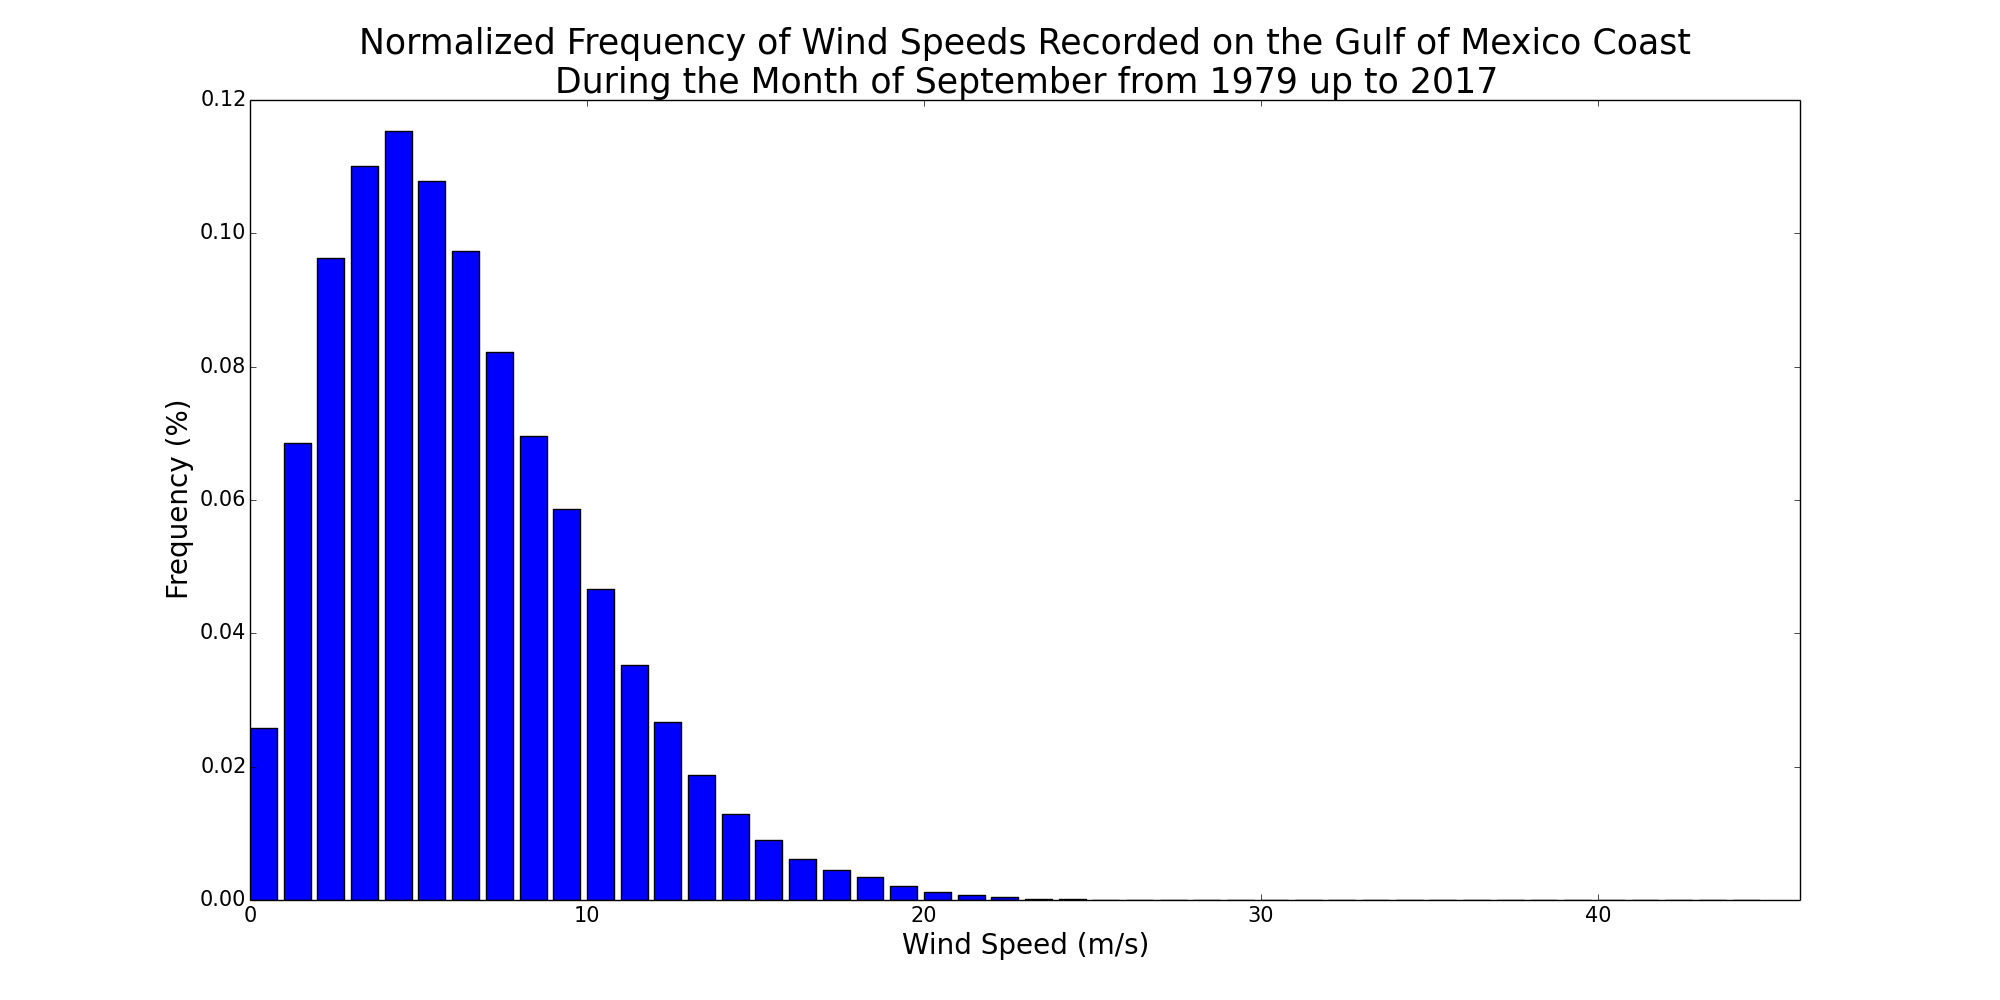 Normalized Frequency of Wind Speeds Recorded on the Gulf of Mexico Coast
During the Month of September from 1979 up to 2017
0.12
0.10
0.08
0.06
0.04
0.02
0.00
Frequency (%)
0 10 20 30 40
Wind Speed (m/s)